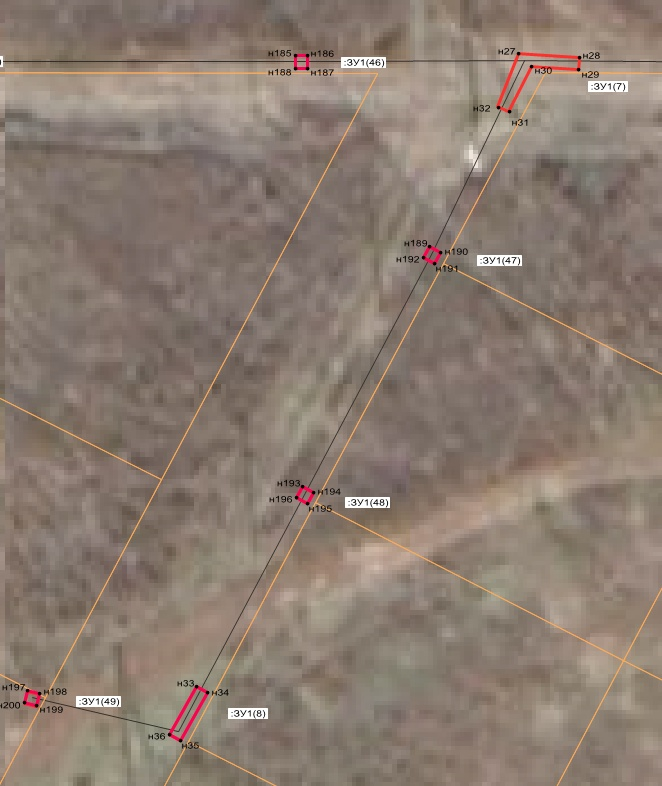 н185 н186
:ЗУ1(46)
н188 н187
н27
н28
н30
н29
:ЗУ1(7)
н32
н31
н189
н190
н192
н191
:ЗУ1(47)
н193
н194
н196
н195
:ЗУ1(48)
н33
н34
н36
н35
:ЗУ1(8)
н197
н198
н200
н199
:ЗУ1(49)